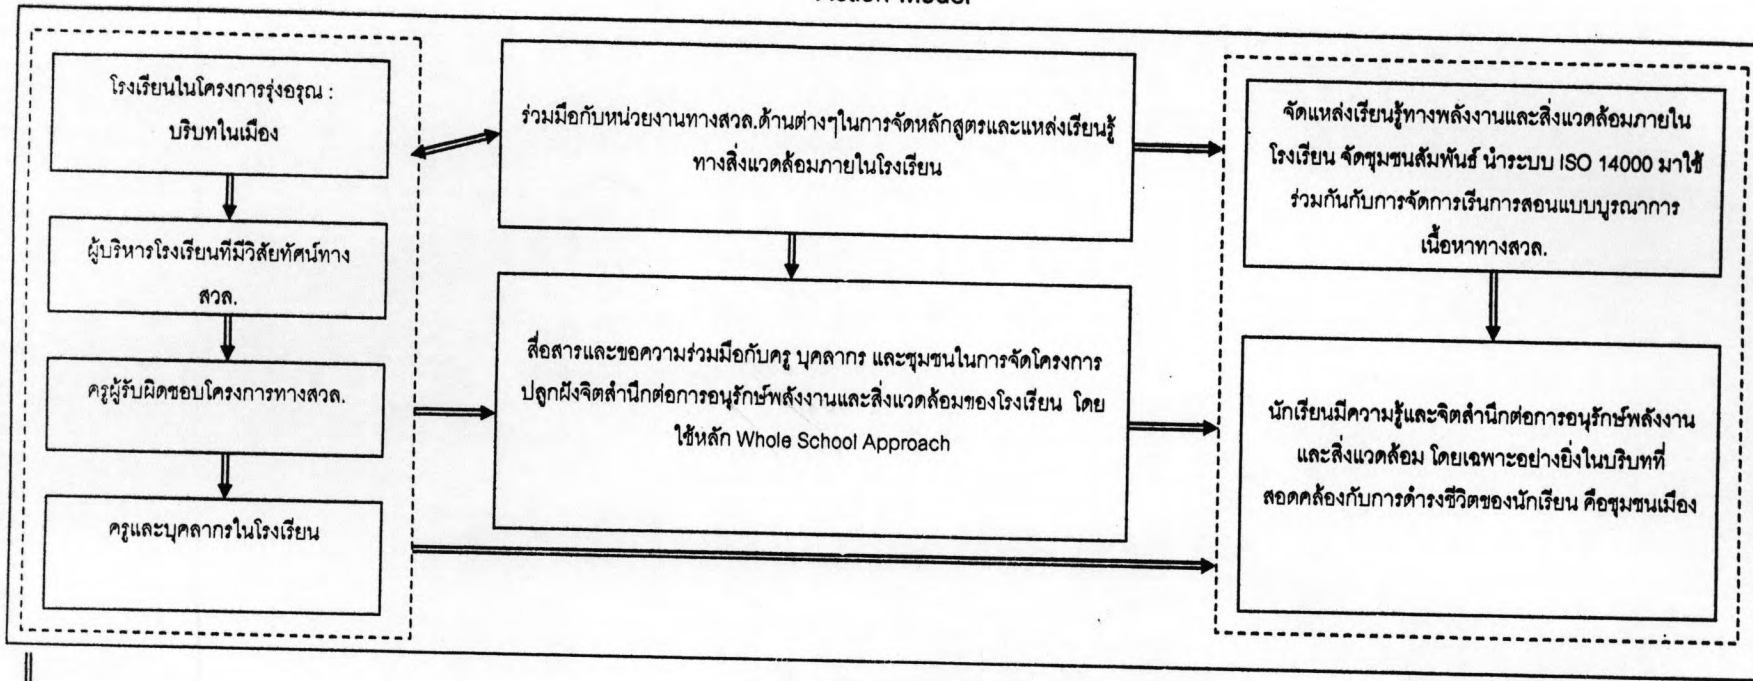 Action Model
โรงเรียนในโครงการรุ่งอรุณ :
บริบทในเมือง
ผู้บริหารโรงเรียนที่มีวิสัยทัศน์ทาง
สวล.
ครูผู้รับผิดชอบโครงการทางสวล.
ครูและบุคลากรในโรงเรียน
ร่วมมือกับหน่วยงานทางสวล.ด้านต่างๆในการจัดหลักสูตรและแหล่งเรียนรู้
ทางสิ่งแวดล้อมภายในโรงเรียน
สื่อสารและขอความร่วมมือกับครู บุคลากร และชุมชนในการจัดโครงการ
ปลูกฝังจิตสำนึกต่อการอนุรักษ์พลังงานและสิ่งแวดล้อมของโรงเรียน โดย
ใช้หลัก Whole School Approach
จัดแหล่งเรียนรู้ทางพลังงานและสิ่งแวดล้อมภายใน
โรงเรียน จัดชุมชนสัมพันธ์ นำระบบ ISO 14000 มาใช้
ร่วมกันกับการจัดการเรีนการสอนแบบบูรณาการ
เนื้อหาทางสวล.
นักเรียนมีความรู้และจิตสำนึกต่อการอนุรักษ์พลังงาน
และสิ่งแวดล้อม โดยเฉพาะอย่างยิ่งในบริบทที่
สอดคล้องกับการดำรงชีวิตของนักเรียน คือชุมชนเมือง